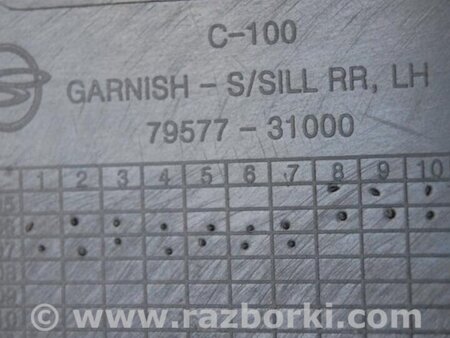 C-100
GARNISH - S/SILL RR, LH
79577-31000
1 2 3 4 5 6 7 8 9 10
www.razborki.com